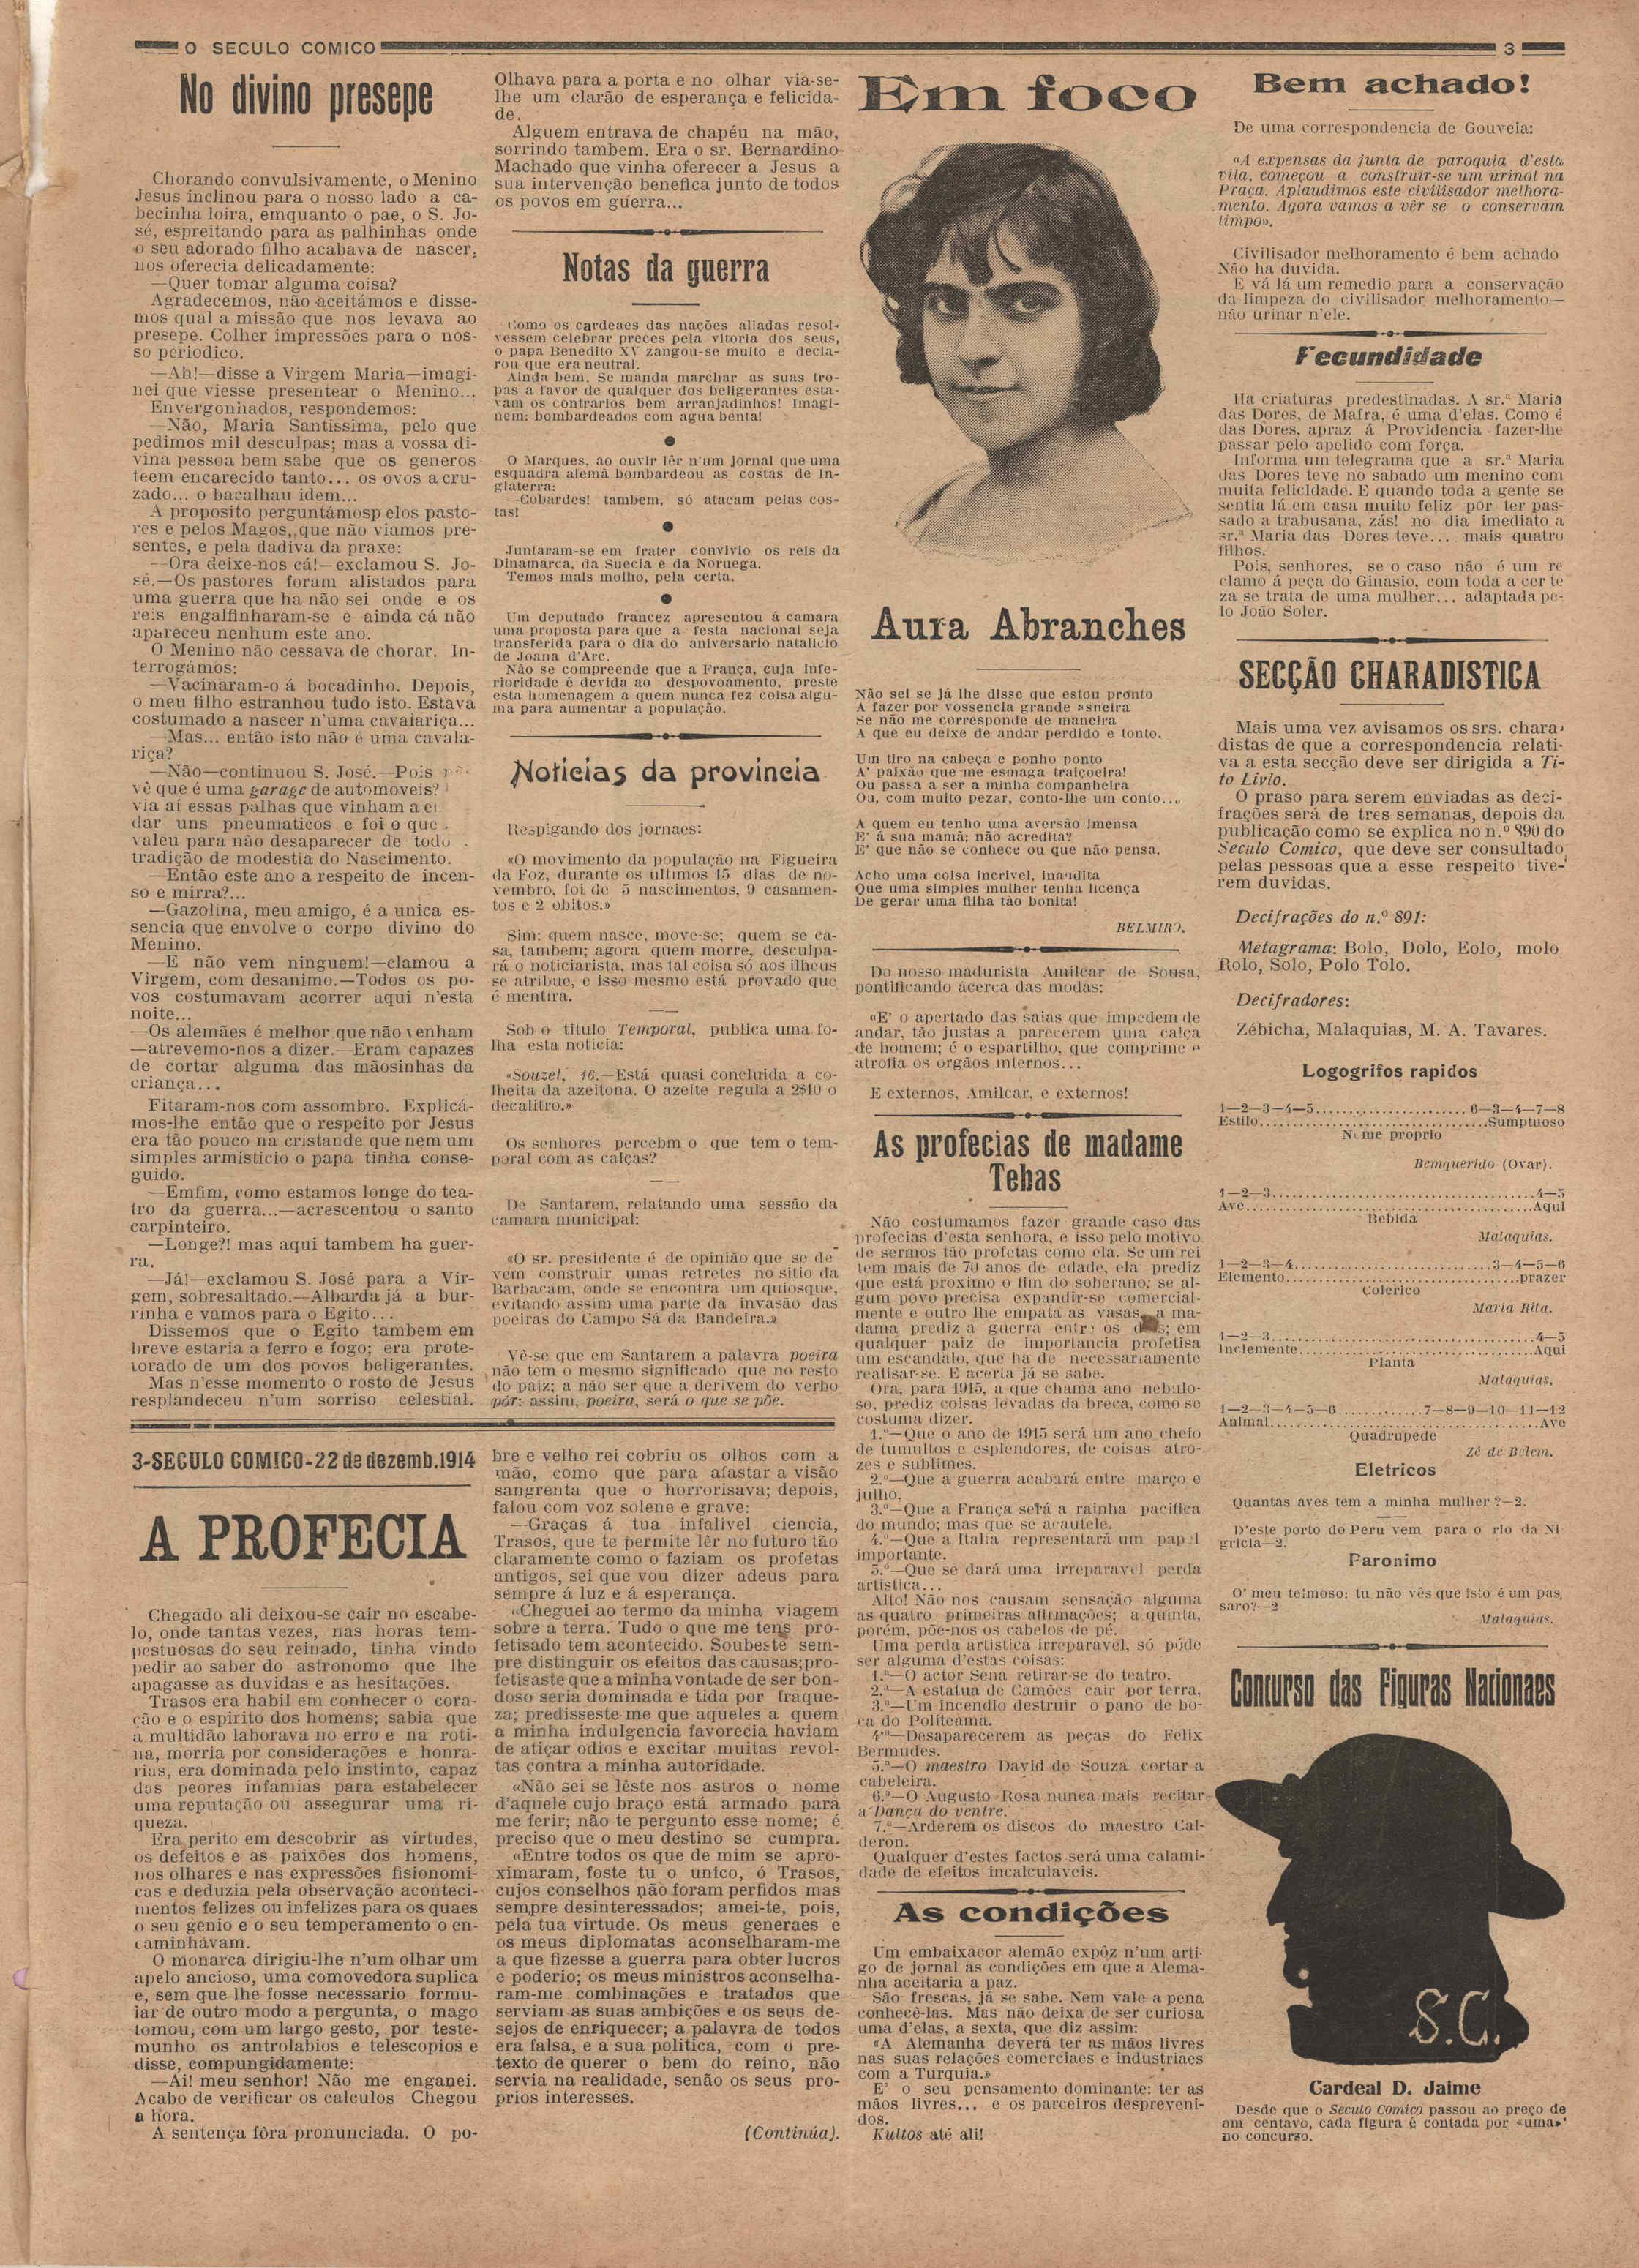 O SECULO COMICO
3
No divino presepe
Chorando convulsivamente, o Menino
Jesus inclinou para o nosso lado a ca-
becinha loira, emquanto o pae, o S. Jo-
sé, espreitando para as palhinhas onde
o seu adorado filho acabava de nascer,
nos oferecia delicadamente:
—Quer tomar alguma coisa?
Agradecemos, não aceitámos e disse-
mos qual a missão que nos levava ao
presepe. Colher impressões para o nos-
so periodico.
—Ah!—disse a Virgem Maria—imagi-
nei que viesse presentear o Menino...
Envergonhados, respondemos:
—Não, Maria Santissima, pelo que
pedimos mil desculpas; mas a vossa di-
vina pessoa bem sabe que os generos
teem encarecido tanto... os ovos a cru-
zado... o bacalhau idem...
A proposito perguntámosp elos pasto-
res e pelos Magos, que não viamos pre-
sentes, e pela dadiva da praxe:
—Ora deixe-nos cá!—exclamou S. Jo-
sé.—Os pastores foram alistados para
uma guerra que ha não sei onde e os
reis engalfinharam-se e ainda cá não
apareceu nenhum este ano.
O Menino não cessava de chorar. In-
terrogámos:
—Vacinaram-o á bocadinho. Depois,
o meu filho estranhou tudo isto. Estava
costumado a nascer n'uma cavalariça...
—Mas... então isto não é uma cavala-
riça?
—Não—continuou S. José.—Pois
vê que é uma garage de automoveis?
via aí essas palhas que vinham a
dar uns pneumaticos e foi o que
valeu para não desaparecer de todo
tradição de modestia do Nascimento.
—Então este ano a respeito de incen-
so e mirra?...
—Gazolina, meu amigo, é a unica es-
sencia que envolve o corpo divino do
Menino.
—E não vem ninguem!—clamou a
Virgem, com desanimo.—Todos os po-
vos costumavam acorrer aqui n'esta
noite...
—Os alemães é melhor que não venham
—atrevemo-nos a dizer.—Eram capazes
de cortar alguma das mãosinhas da
criança...
Fitaram-nos com assombro. Explicá-
mos-lhe então que o respeito por Jesus
era tão pouco na cristande que nem um
simples armisticio o papa tinha conse-
guido.
—Emfim, como estamos longe do tea-
tro da guerra...—acrescentou o santo
carpinteiro.
—Longe?! mas aqui tambem ha guer-
ra.
—Já!—exclamou S. José para a Vir-
gem, sobresaltado.—Albarda já a bur-
rinha e vamos para o Egito...
Dissemos que o Egito tambem em
breve estaria a ferro e fogo; era prote-
torado de um dos povos beligerantes.
Mas n'esse momento o rosto de Jesus
resplandeceu n'um sorriso celestial.
Olhava para a porta e no olhar via-se-
lhe um clarão de esperança e felicida-
de.
Alguem entrava de chapéu na mão,
sorrindo tambem. Era o sr. Bernardino
Machado que vinha oferecer a Jesus a
sua intervenção benefica junto de todos
os povos em guerra...
Notas da guerra
Como os cardeaes das nações aliadas resol-
vessem celebrar preces pela vitoria dos seus,
o papa Benedito XV zangou-se muito e decla-
rou que era neutral.
Ainda bem. Se manda marchar as suas tro-
pas a favor de qualquer dos beligerantes esta-
vam os contrarios bem arranjadinhos! Imagi-
nem: bombardeados com agua benta!
O Marques, ao ouvir lêr n'um jornal que uma
esquadra alemã bombardeou as costas de In-
glaterra:
—Cobardes! tambem, só atacam pelas cos-
tas!
Juntaram-se em frater convivio os reis da
Dinamarca, da Suecia e da Noruega.
Temos mais molho, pela certa.
Um deputado francez apresentou á camara
uma proposta para que a festa nacional seja
transferida para o dia do aniversario natalicio
de Joana d'Arc.
Não se compreende que a França, cuja infe-
rioridade é devida ao despovoamento, preste
esta homenagem a quem nunca fez coisa algu-
ma para aumentar a população.
Noticias da provincia
Respigando dos jornaes:
«O movimento da população na Figueira
da Foz, durante os ultimos 15 dias de no-
vembro, foi de 5 nascimentos, 9 casamen-
tos e 2 obitos.»
Sim: quem nasce, move-se; quem se ca-
sa, tambem; agora quem morre, desculpa-
rá o noticiarista, mas tal coisa só aos ilheus
se atribue, e isso mesmo está provado que
é mentira.
Sob o titulo Temporal, publica uma fo-
lha esta noticia:
«Souzel, 16.—Está quasi concluida a co-
lheita da azeitona. O azeite regula a 2$10 o
decalitro.»
Os senhores percebm o que tem o tem-
poral com as calças?
De Santarem, relatando uma sessão da
camara municipal:
«O sr. presidente é de opinião que se de-
vem construir umas retretes no sitio da
Barbacam, onde se encontra um quiosque,
evitando assim uma parte da invasão das
poeiras do Campo Sá da Bandeira.»
Vê-se que em Santarem a palavra poeira
não tem o mesmo significado que no resto
do paiz; a não ser que a derivem do verbo
pôr: assim, poeira, será o que se põe.
Em foco
Aura Abranches
Não sei se já lhe disse que estou pronto
A fazer por vossencia grande asneira
Se não me corresponde de maneira
A que eu deixe de andar perdido e tonto.
Um tiro na cabeça e ponho ponto
A' paixão que me esmaga traiçoeira!
Ou passa a ser a minha companheira
Ou, com muito pezar, conto-lhe um conto...
A quem eu tenho uma aversão imensa
E' á sua mamã; não acredita?
E' que não se conhece ou que não pensa.
Acho uma coisa incrivel, inaudita
Que uma simples mulher tenha licença
De gerar uma filha tão bonita!
BELMIRO.
Do nosso madurista Amilcar de Sousa,
pontificando ácerca das modas:
«E' o apertado das saias que impedem de
andar, tão justas a parecerem uma calça
de homem; é o espartilho, que comprime e
atrofia os orgãos internos...
E externos, Amilcar, e externos!
As profecias de madame
Tebas
Não costumamos fazer grande caso das
profecias d'esta senhora, e isso pelo motivo
de sermos tão profetas como ela. Se um rei
tem mais de 70 anos de edade, ela prediz
que está proximo o fim do soberano; se al-
gum povo precisa expandir-se comercial-
mente e outro lhe empata as vasas, a ma-
dama prediz a guerra entre os dois; em
qualquer paiz de importancia profetisa
um escandalo, que ha de necessariamente
realisar-se. E acerta já se sabe.
Ora, para 1915, a que chama ano nebulo-
so, prediz coisas levadas da breca, como se
costuma dizer.
1.º—Que o ano de 1915 será um ano cheio
de tumultos e esplendores, de coisas atro-
zes e sublimes.
2.º—Que a guerra acabará entre março e
julho.
3.º—Que a França será a rainha pacifica
do mundo; mas que se acautele.
4.º—Que a Italia representará um papel
importante.
5.º—Que se dará uma irreparavel perda
artistica...
Alto! Não nos causam sensação alguma
as quatro primeiras afirmações; a quinta,
porém, põe-nos os cabelos de pé.
Uma perda artistica irreparavel, só póde
ser alguma d'estas coisas:
1.ª—O actor Sena retirar-se do teatro.
2.ª—A estatua de Camões cair por terra,
3.ª—Um incendio destruir o pano de bo-
ca do Politeama.
4.ª—Desaparecerem as peças do Felix
Bermudes.
5.ª—O maestro David de Souza cortar a
cabeleira.
6.ª—O Augusto Rosa nunca mais recitar
a Dança do ventre.
7.ª—Arderem os discos do maestro Cal-
deron.
Qualquer d'estes factos será uma calami-
dade de efeitos incalculaveis.
As condições
Um embaixacor alemão expôz n'um arti-
go de jornal as condições em que a Alema-
nha aceitaria a paz.
São frescas, já se sabe. Nem vale a pena
conhecê-las. Mas não deixa de ser curiosa
uma d'elas, a sexta, que diz assim:
«A Alemanha deverá ter as mãos livres
nas suas relações comerciaes e industriaes
com a Turquia.»
E' o seu pensamento dominante: ter as
mãos livres... e os parceiros despreveni-
dos.
Kultos até ali!
Bem achado!
De uma correspondencia de Gouveia:
«A expensas da junta de paroquia d'esta
vila, começou a construir-se um urinol na
Praça. Aplaudimos este civilisador melhora-
mento. Agora vamos a vêr se o conservam
limpo».
Civilisador melhoramento é bem achado
Não ha duvida.
E vá lá um remedio para a conservação
da limpeza do civilisador melhoramento—
não urinar n'ele.
Fecundidade
Ha criaturas predestinadas. A sr.ª Maria
das Dores, de Mafra, é uma d'elas. Como é
das Dores, apraz á Providencia fazer-lhe
passar pelo apelido com força.
Informa um telegrama que a sr.ª Maria
das Dores teve no sabado um menino com
muita felicidade. E quando toda a gente se
sentia lá em casa muito feliz por ter pas-
sado a trabusana, zás! no dia imediato a
sr.ª Maria das Dores teve... mais quatro
filhos.
Pois, senhores, se o caso não é um re
clamo á peça do Ginasio, com toda a cer te
za se trata de uma mulher... adaptada pe-
lo João Soler.
SECÇÃO CHARADISTICA
Mais uma vez avisamos os srs. chara-
distas de que a correspondencia relati-
va a esta secção deve ser dirigida a Ti-
to Livio.
O praso para serem enviadas as deci-
frações será de tres semanas, depois da
publicação como se explica no n.º 890 do
Seculo Comico, que deve ser consultado
pelas pessoas que a esse respeito tive-
rem duvidas.
Decifrações do n.º 891:
Metagrama: Bolo, Dolo, Eolo, molo
Rolo, Solo, Polo Tolo.
Decifradores:
Zébicha, Malaquias, M. A. Tavares.
Logogrifos rapidos
1—2—3—4—5......................6—3—4—7—8
Estilo..................................Sumptuoso
Nome proprio
Bemquerido (Ovar).
1—2—3........................................4—5
Ave...........................................Aqui
Bebida
Malaquias.
1—2—3—4..............................3—4—5—6
Elemento...................................prazer
Colerico
Maria Rita.
1—2—3........................................4—5
Inclemente....................................Aqui
Planta
Malaquias,
1—2—3—4—5—6.............7—8—9—10—11—12
Animal........................................Ave
Quadrupede
Zé de Belem.
Eletricos
Quantas aves tem a minha mulher?—2.
D'este porto do Peru vem para o rio da Ni
gricia—2.
Paronimo
O' meu teimoso: tu não vês que isto é um pas,
saro?—2
Malaquias.
Concurso das Figuras Nacionaes
S.C.
Cardeal D. Jaime
Desde que o Seculo Comico passou ao preço de
om centavo, cada figura é contada por «uma»
no concurso.
3-SECULO COMICO-22 de dezemb. 1914
A PROFECIA
Chegado ali deixou-se cair no escabe-
lo, onde tantas vezes, nas horas tem-
pestuosas do seu reinado, tinha vindo
pedir ao saber do astronomo que lhe
apagasse as duvidas e as hesitações.
Trasos era habil em conhecer o cora-
ção e o espirito dos homens; sabia que
a multidão laborava no erro e na roti-
na, morria por considerações e honra-
rias, era dominada pelo instinto, capaz
das peores infamias para estabelecer
uma reputação ou assegurar uma ri-
queza.
Era perito em descobrir as virtudes,
os defeitos e as paixões dos homens,
nos olhares e nas expressões fisionomi-
cas e deduzia pela observação aconteci-
mentos felizes ou infelizes para os quaes
o seu genio e o seu temperamento o en-
caminhavam.
O monarca dirigiu-lhe n'um olhar um
apelo ancioso, uma comovedora suplica
e, sem que lhe fosse necessario formu-
lar de outro modo a pergunta, o mago
tomou, com um largo gesto, por teste-
munho os antrolabios e telescopios e
disse, compungidamente:
—Ai! meu senhor! Não me enganei.
Acabo de verificar os calculos Chegou
a hora.
A sentença fôra pronunciada. O po-
bre e velho rei cobriu os olhos com a
mão, como que para afastar a visão
sangrenta que o horrorisava; depois,
falou com voz solene e grave:
—Graças á tua infalivel ciencia,
Trasos, que te permite lêr no futuro tão
claramente como o faziam os profetas
antigos, sei que vou dizer adeus para
sempre á luz e á esperança.
«Cheguei ao termo da minha viagem
sobre a terra. Tudo o que me tens pro-
fetisado tem acontecido. Soubeste sem-
pre distinguir os efeitos das causas; pro-
fetisaste que a minha vontade de ser bon-
doso seria dominada e tida por fraque-
za; predisseste-me que aqueles a quem
a minha indulgencia favorecia haviam
de atiçar odios e excitar muitas revol-
tas contra a minha autoridade.
«Não sei se lêste nos astros o nome
d'aquele cujo braço está armado para
me ferir; não te pergunto esse nome; é
preciso que o meu destino se cumpra.
«Entre todos os que de mim se apro-
ximaram, foste tu o unico, ó Trasos,
cujos conselhos não foram perfidos mas
sempre desinteressados; amei-te, pois,
pela tua virtude. Os meus generaes e
os meus diplomatas aconselharam-me
a que fizesse a guerra para obter lucros
e poderio; os meus ministros aconselha-
ram-me combinações e tratados que
serviam as suas ambições e os seus de-
sejos de enriquecer; a palavra de todos
era falsa, e a sua politica, com o pre-
texto de querer o bem do reino, não
servia na realidade, senão os seus pro-
prios interesses.
(Continúa).